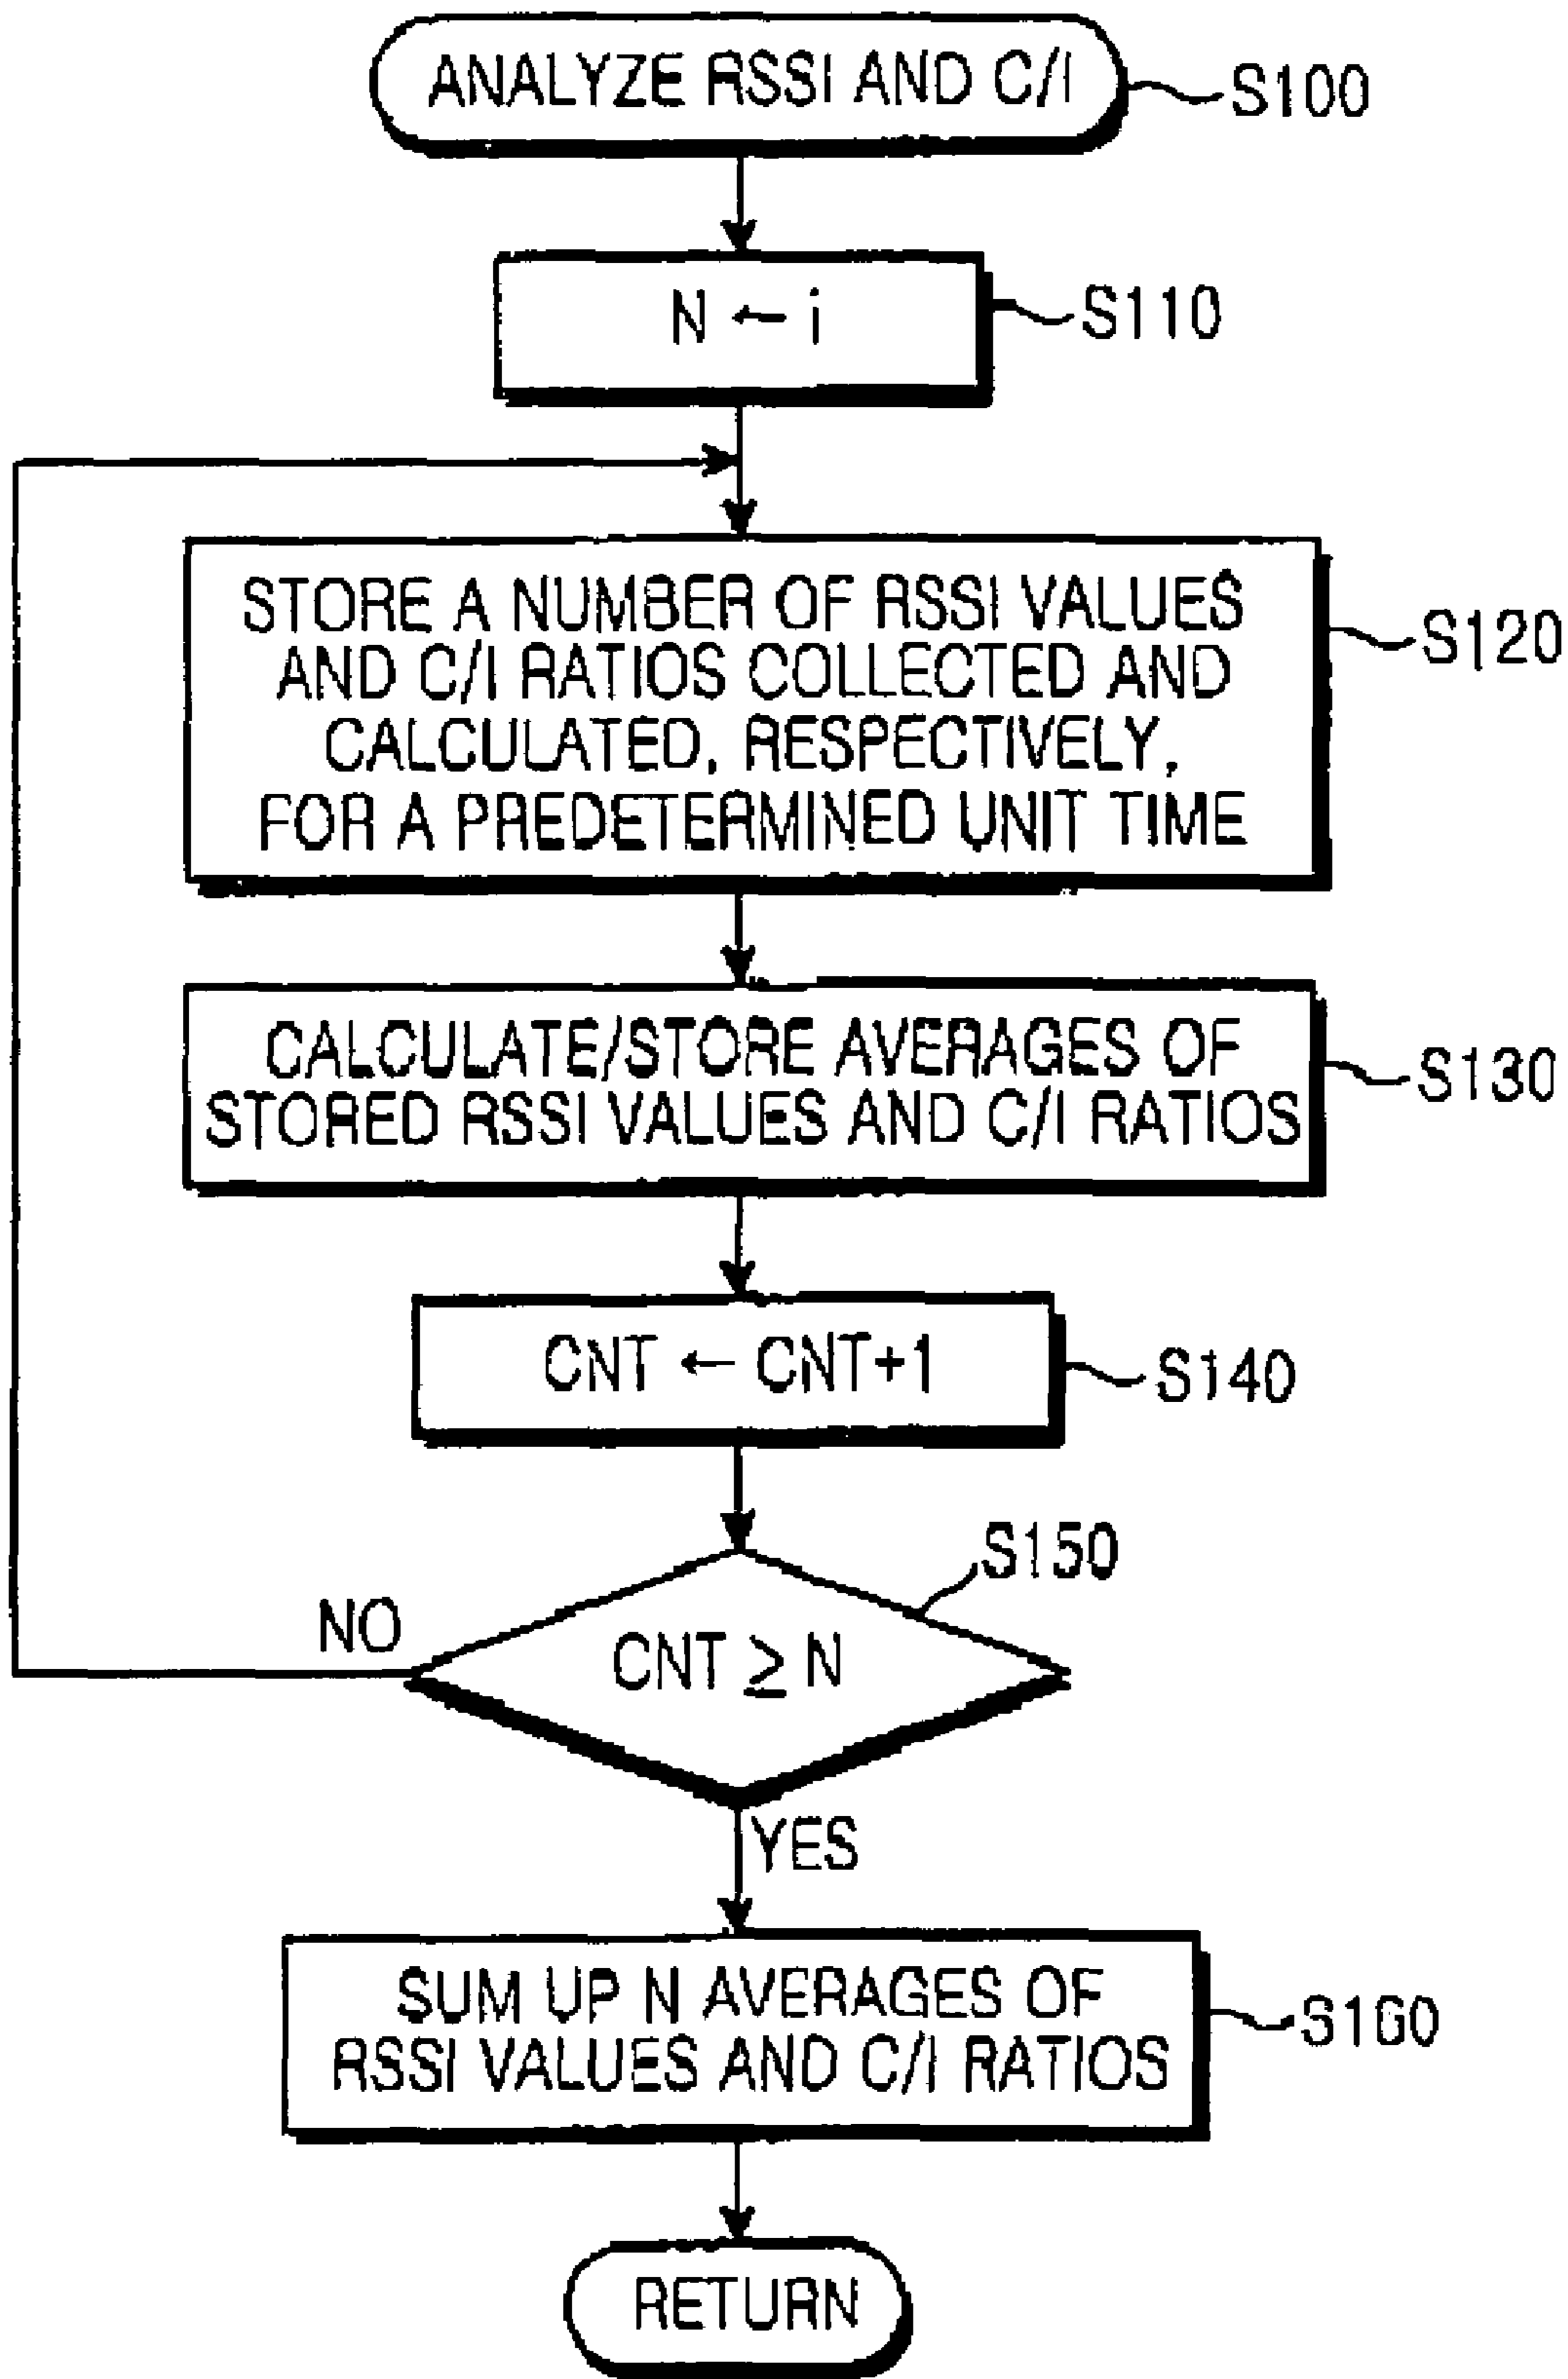 ANALYZE RSSI AND C/I
S100
N ← i
S110
STORE A NUMBER OF RSSI VALUES
AND C/I RATIOS COLLECTED AND
CALCULATED, RESPECTIVELY,
FOR A PREDETERMINED UNIT TIME
S120
CALCULATE/STORE AVERAGES OF
STORED RSSI VALUES AND C/I RATIOS
S130
CNT ← CNT+1
S140
S150
NO
CNT ≥ N
YES
SUM UP N AVERAGES OF
RSSI VALUES AND C/I RATIOS
S160
RETURN